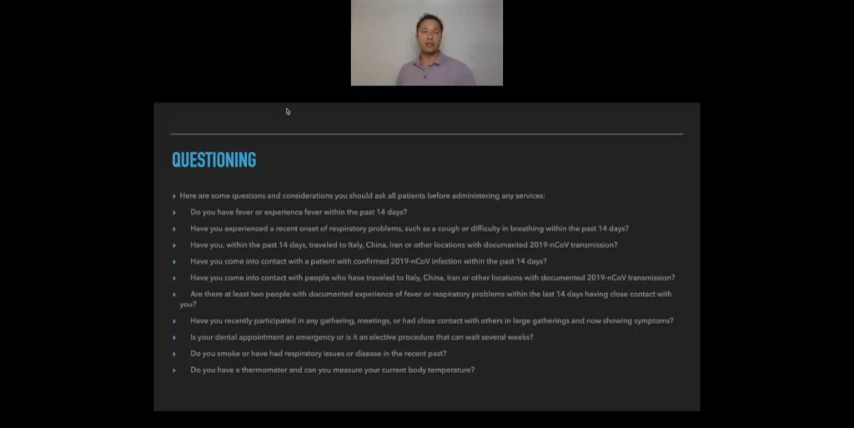 QUESTIONING
Here are some questions and considerations you should ask all patients before administering any services:
Do you have fever or experience fever within the past 14 days?
Have you experienced a recent onset of respiratory problems, such as a cough or difficulty in breathing within the past 14 days?
Have you, within the past 14 days, traveled to Italy, China, Iran or other locations with documented 2019-nCoV transmission?
Have you come into contact with a patient with confirmed 2019-nCoV infection within the past 14 days?
Have you come into contact with people who have traveled to Italy, China, Iran or other locations with documented 2019-nCoV transmission?
Are there at least two people with documented experience of fever or respiratory problems within the last 14 days having close contact with
you?
Have you recently participated in any gathering, meetings, or had close contact with others in large gatherings and now showing symptoms?
Is your dental appointment an emergency or is it an elective procedure that can wait several weeks?
Do you smoke or have had respiratory issues or disease in the recent past?
Do you have a thermometer and can you measure your current body temperature?